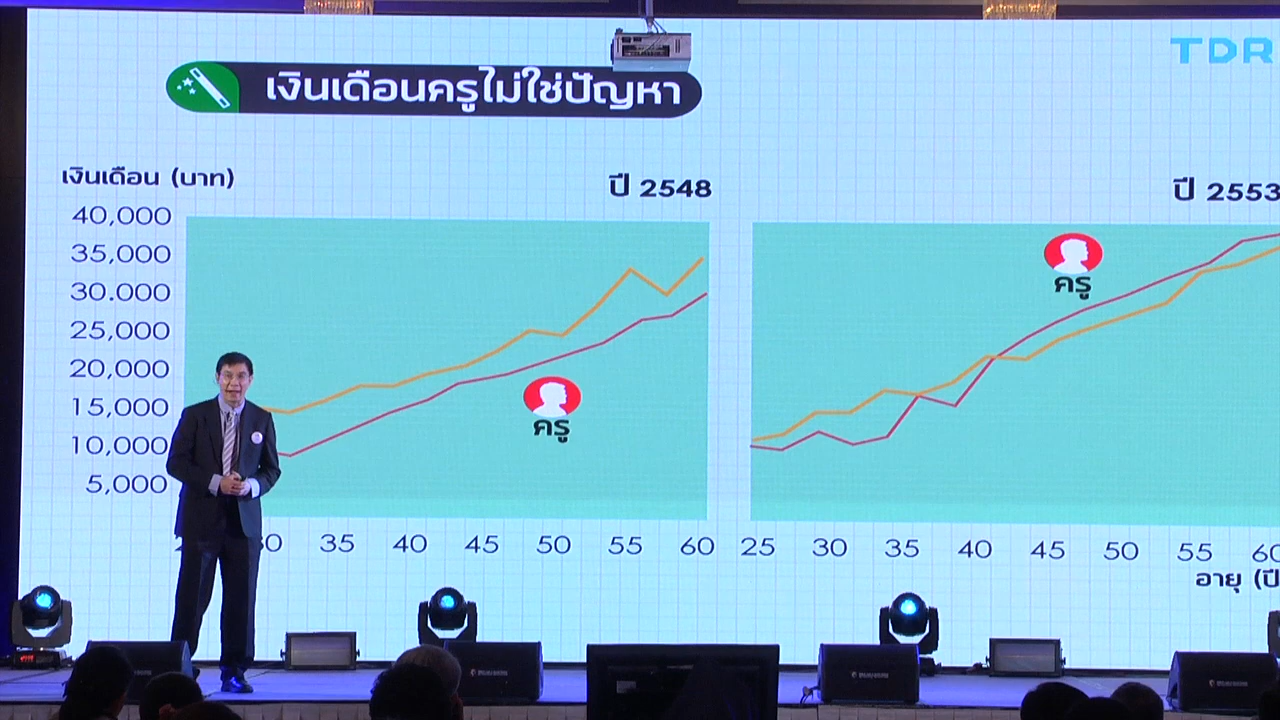 TDR
เงินเดือนครูไม่ใช่ปัญหา
เงินเดือน (บาท)
ปี 2548
ปี 2553
40,000
35,000
30.000
25,000
20,000
15,000
10,000
5,000
ครู
ครู
30 35 40 45 50 55 60
25 30 35 40 45 50 55 60
อายุ (ปี